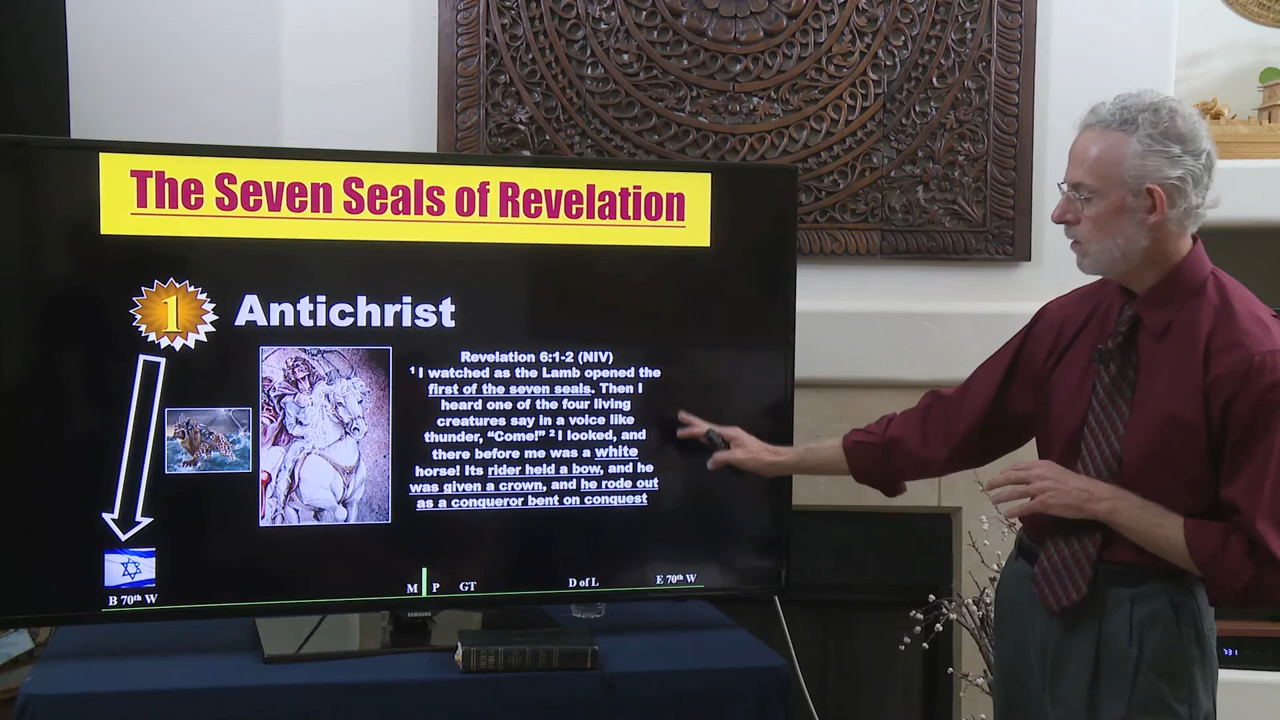 The Seven Seals of Revelation
1
Antichrist
Revelation 6:1-2 (NIV)
¹ I watched as the Lamb opened the
first of the seven seals. Then I
heard one of the four living
creatures say in a voice like
thunder, “Come!” ² I looked, and
there before me was a white
horse! Its rider held a bow, and he
was given a crown, and he rode out
as a conqueror bent on conquest
M P GT D of L E 70th W
B 70th W
SAMSUNG
731